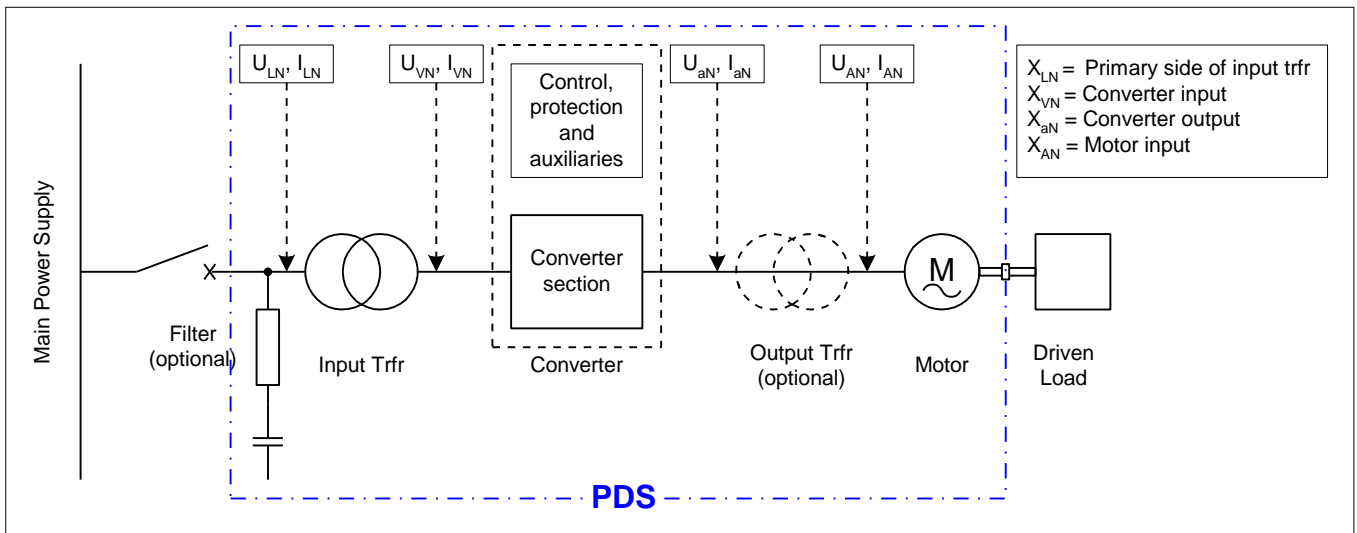 U_LN, I_LN
U_VN, I_VN
Control,
protection
and
auxiliaries
U_aN, I_aN
U_AN, I_AN
X_LN = Primary side of input trfr
X_VN = Converter input
X_aN = Converter output
X_AN = Motor input
Main Power Supply
Converter
section
M
Filter
(optional)
Input Trfr
Converter
Output Trfr
(optional)
Motor
Driven
Load
PDS